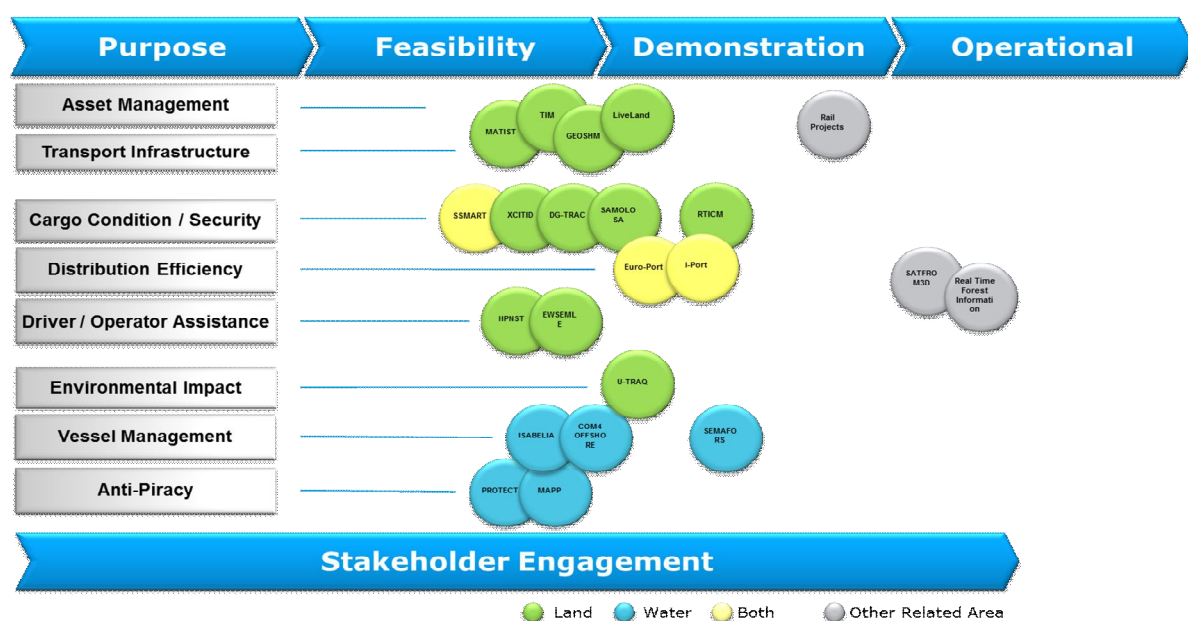 Purpose
Feasibility
Demonstration
Operational
Asset Management
Transport Infrastructure
Cargo Condition / Security
Distribution Efficiency
Driver / Operator Assistance
Environmental Impact
Vessel Management
Anti-Piracy
MATIST
TIM
GEOSHM
LiveLand
Rail
Projects
SSMART
XCITID
DG-TRAC
SAMOLO
SA
RTICM
Euro-Port
i-Port
SATFRO
M3D
Real Time
Forest
Informati
on
EWSEML
E
U-TRAQ
ISABELIA
COM4
OFFSHO
RE
SEMAFO
RS
PROTECT
MAPP
Stakeholder Engagement
Land
Water
Both
Other Related Area